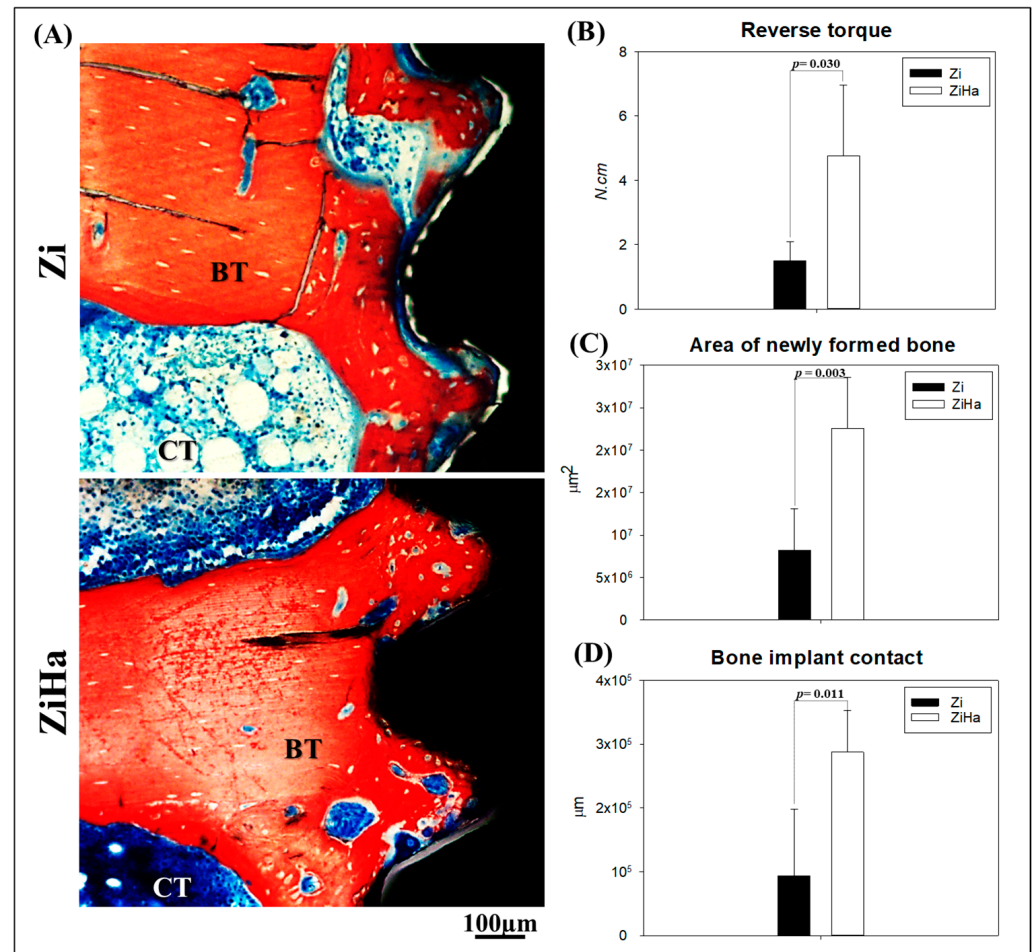 (A)
Zi
BT
CT
ZiHa
BT
CT
100µm
(B)
Reverse torque
p= 0.030
Zi
ZiHa
N.cm
8
6
4
2
0
(C)
Area of newly formed bone
p = 0.003
Zi
ZiHa
µm²
3x10⁷
3x10⁷
2x10⁷
2x10⁷
10⁷
5x10⁶
0
(D)
Bone implant contact
p= 0.011
Zi
ZiHa
µm
4x10⁵
3x10⁵
2x10⁵
10⁵
0